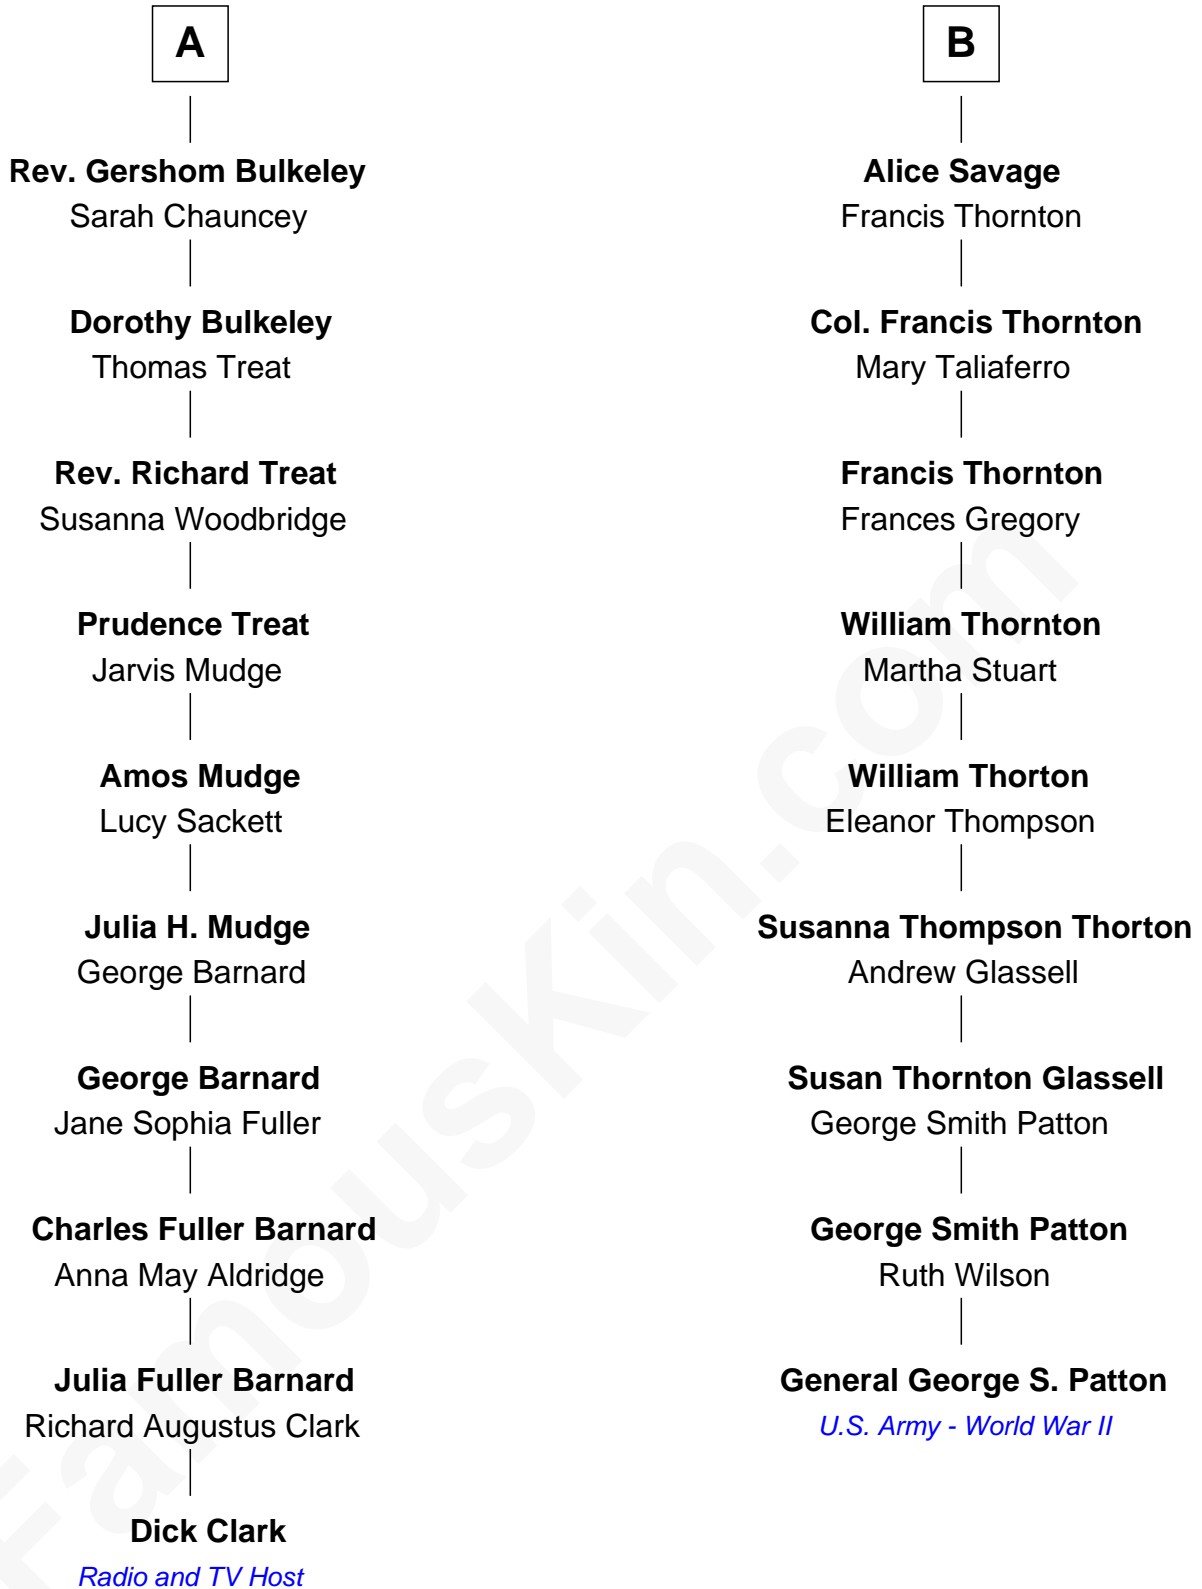 A
Rev. Gershom Bulkeley
Sarah Chauncey
Dorothy Bulkeley
Thomas Treat
Rev. Richard Treat
Susanna Woodbridge
Prudence Treat
Jarvis Mudge
Amos Mudge
Lucy Sackett
Julia H. Mudge
George Barnard
George Barnard
Jane Sophia Fuller
Charles Fuller Barnard
Anna May Aldridge
Julia Fuller Barnard
Richard Augustus Clark
Dick Clark
Radio and TV Host
B
Alice Savage
Francis Thornton
Col. Francis Thornton
Mary Taliaferro
Francis Thornton
Frances Gregory
William Thornton
Martha Stuart
William Thorton
Eleanor Thompson
Susanna Thompson Thorton
Andrew Glassell
Susan Thornton Glassell
George Smith Patton
George Smith Patton
Ruth Wilson
General George S. Patton
U.S. Army - World War II
FamousKin.com